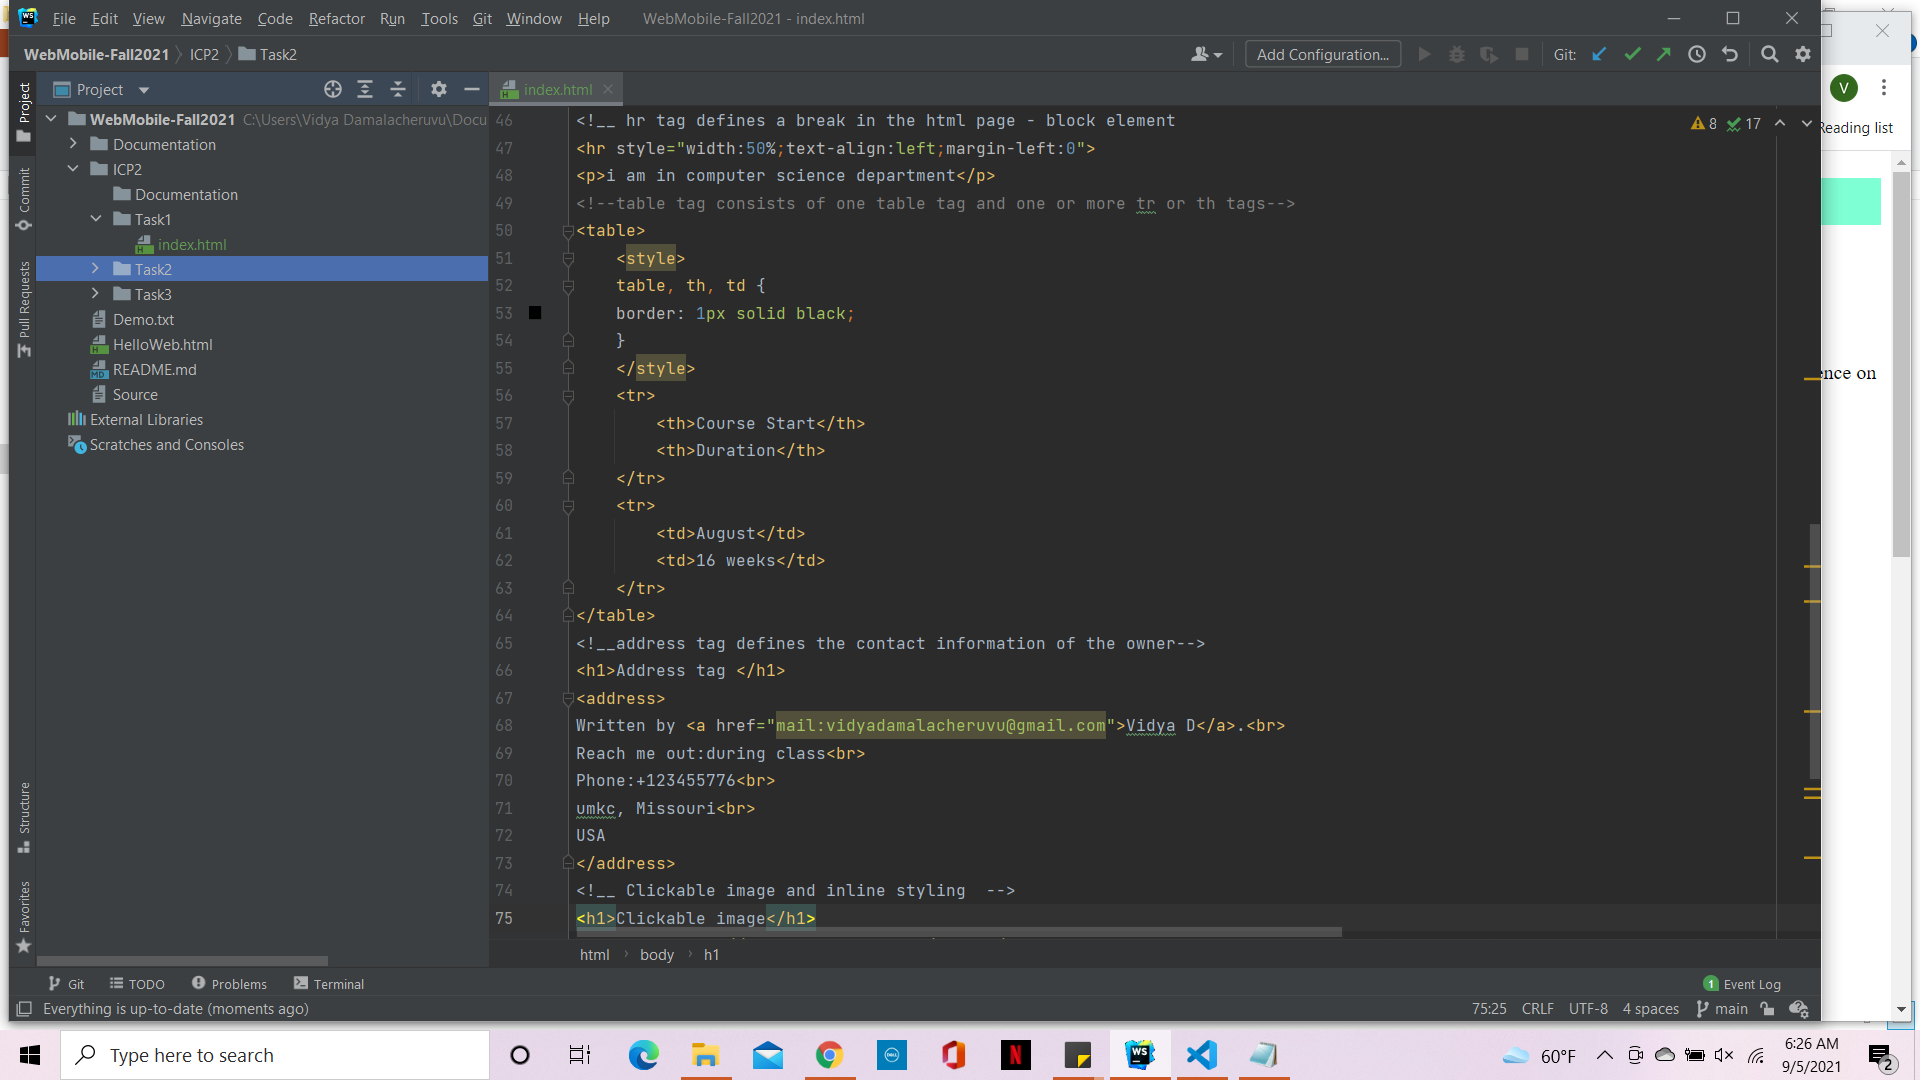 File Edit View Navigate Code Refactor Run Tools Git Window Help WebMobile-Fall2021 - index.html
WebMobile-Fall2021 ICP2 Task2 Add Configuration... Git:
Project index.html
WebMobile-Fall2021 C:\Users\Vidya Damalacheruvu\Docu
Documentation
ICP2
Documentation
Task1
index.html
Task2
Task3
Demo.txt
HelloWeb.html
README.md
Source
External Libraries
Scratches and Consoles
Project
Commit
Pull Requests
Structure
Favorites
8 17
46 <!__ hr tag defines a break in the html page - block element
47 <hr style="width:50%;text-align:left;margin-left:0">
48 <p>i am in computer science department</p>
49 <!--table tag consists of one table tag and one or more tr or th tags-->
50 <table>
51 <style>
52 table, th, td {
53 border: 1px solid black;
54 }
55 </style>
56 <tr>
57 <th>Course Start</th>
58 <th>Duration</th>
59 </tr>
60 <tr>
61 <td>August</td>
62 <td>16 weeks</td>
63 </tr>
64 </table>
65 <!__address tag defines the contact information of the owner-->
66 <h1>Address tag </h1>
67 <address>
68 Written by <a href="mail:vidyadamalacheruvu@gmail.com">Vidya D</a>.<br>
69 Reach me out:during class<br>
70 Phone:+123455776<br>
71 umkc, Missouri<br>
72 USA
73 </address>
74 <!__ Clickable image and inline styling  -->
75 <h1>Clickable image</h1>
html body h1
V
Reading list
ence on
Git TODO Problems Terminal 1 Event Log
Everything is up-to-date (moments ago) 75:25 CRLF UTF-8 4 spaces main
Type here to search 60°F 6:26 AM
9/5/2021 2